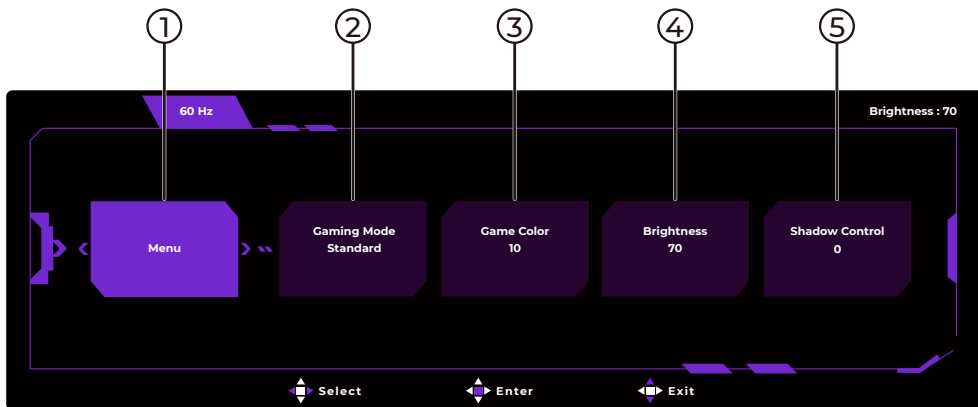 ① ② ③ ④ ⑤
60 Hz
Brightness : 70
Menu
Gaming Mode
Standard
Game Color
10
Brightness
70
Shadow Control
0
Select
Enter
Exit